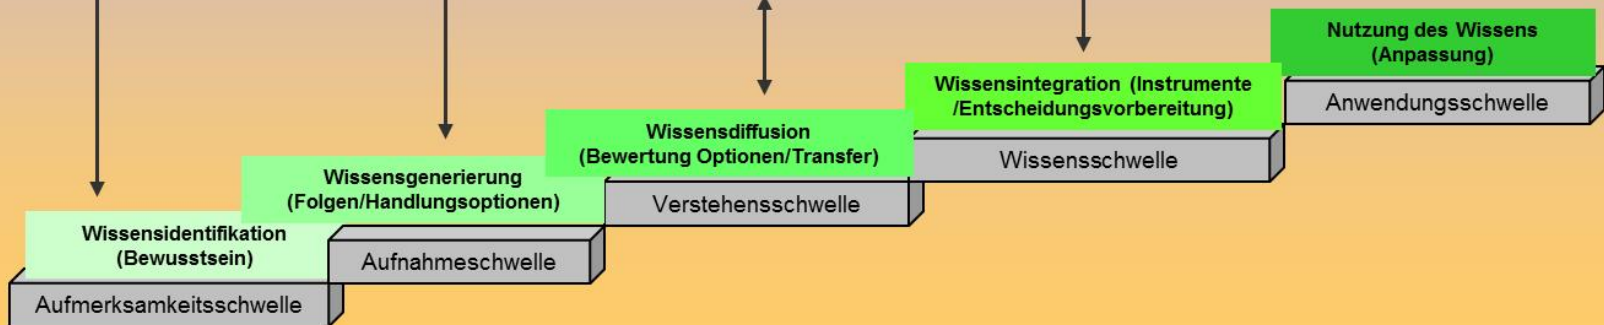 Wissensidentifikation
(Bewusstsein)
Aufmerksamkeitsschwelle
Wissensgenerierung
(Folgen/Handlungsoptionen)
Aufnahmeschwelle
Wissensdiffusion
(Bewertung Optionen/Transfer)
Verstehensschwelle
Wissensintegration (Instrumente
/Entscheidungsvorbereitung)
Wissensschwelle
Nutzung des Wissens
(Anpassung)
Anwendungsschwelle